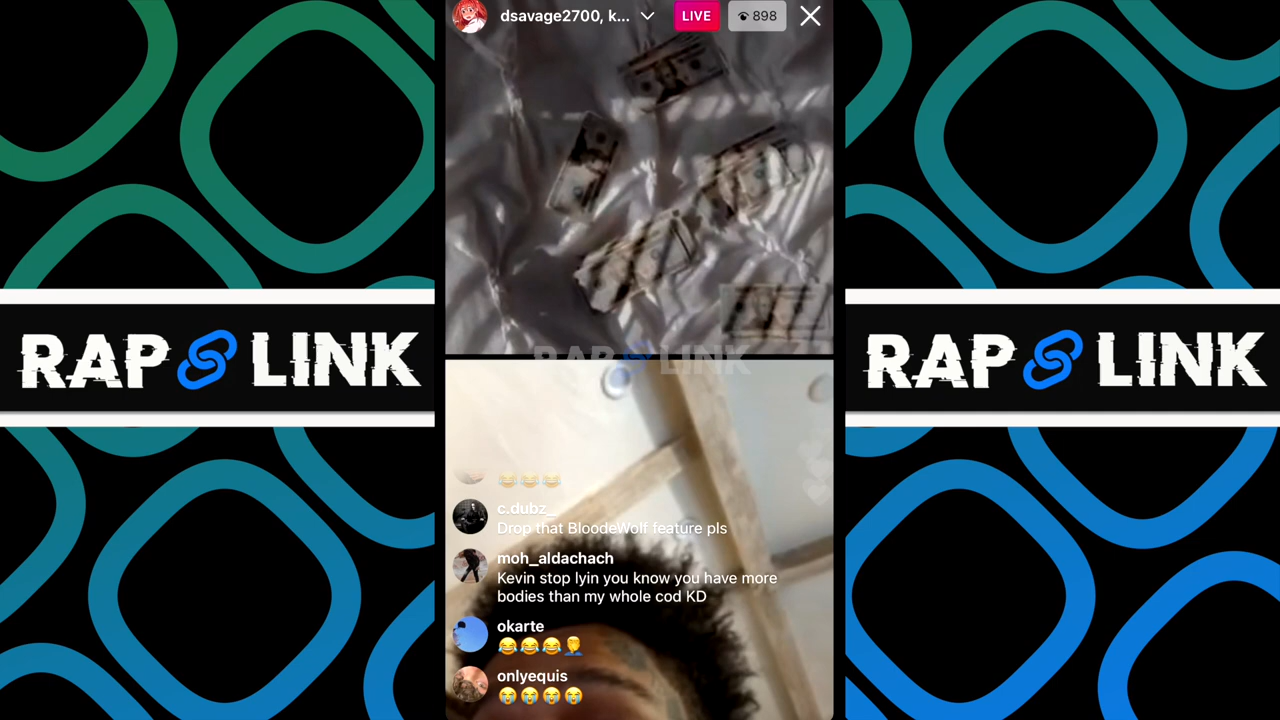 dsavage2700, k...
LIVE
898
RAP LINK
RAP LINK
RAP LINK
😂😂😂
c.dubz_
Drop that BloodeWolf feature pls
moh_aldachach
Kevin stop lyin you know you have more
bodies than my whole cod KD
okarte
😂😂😂🤦‍♂️
onlyequis
😭😭😭😭